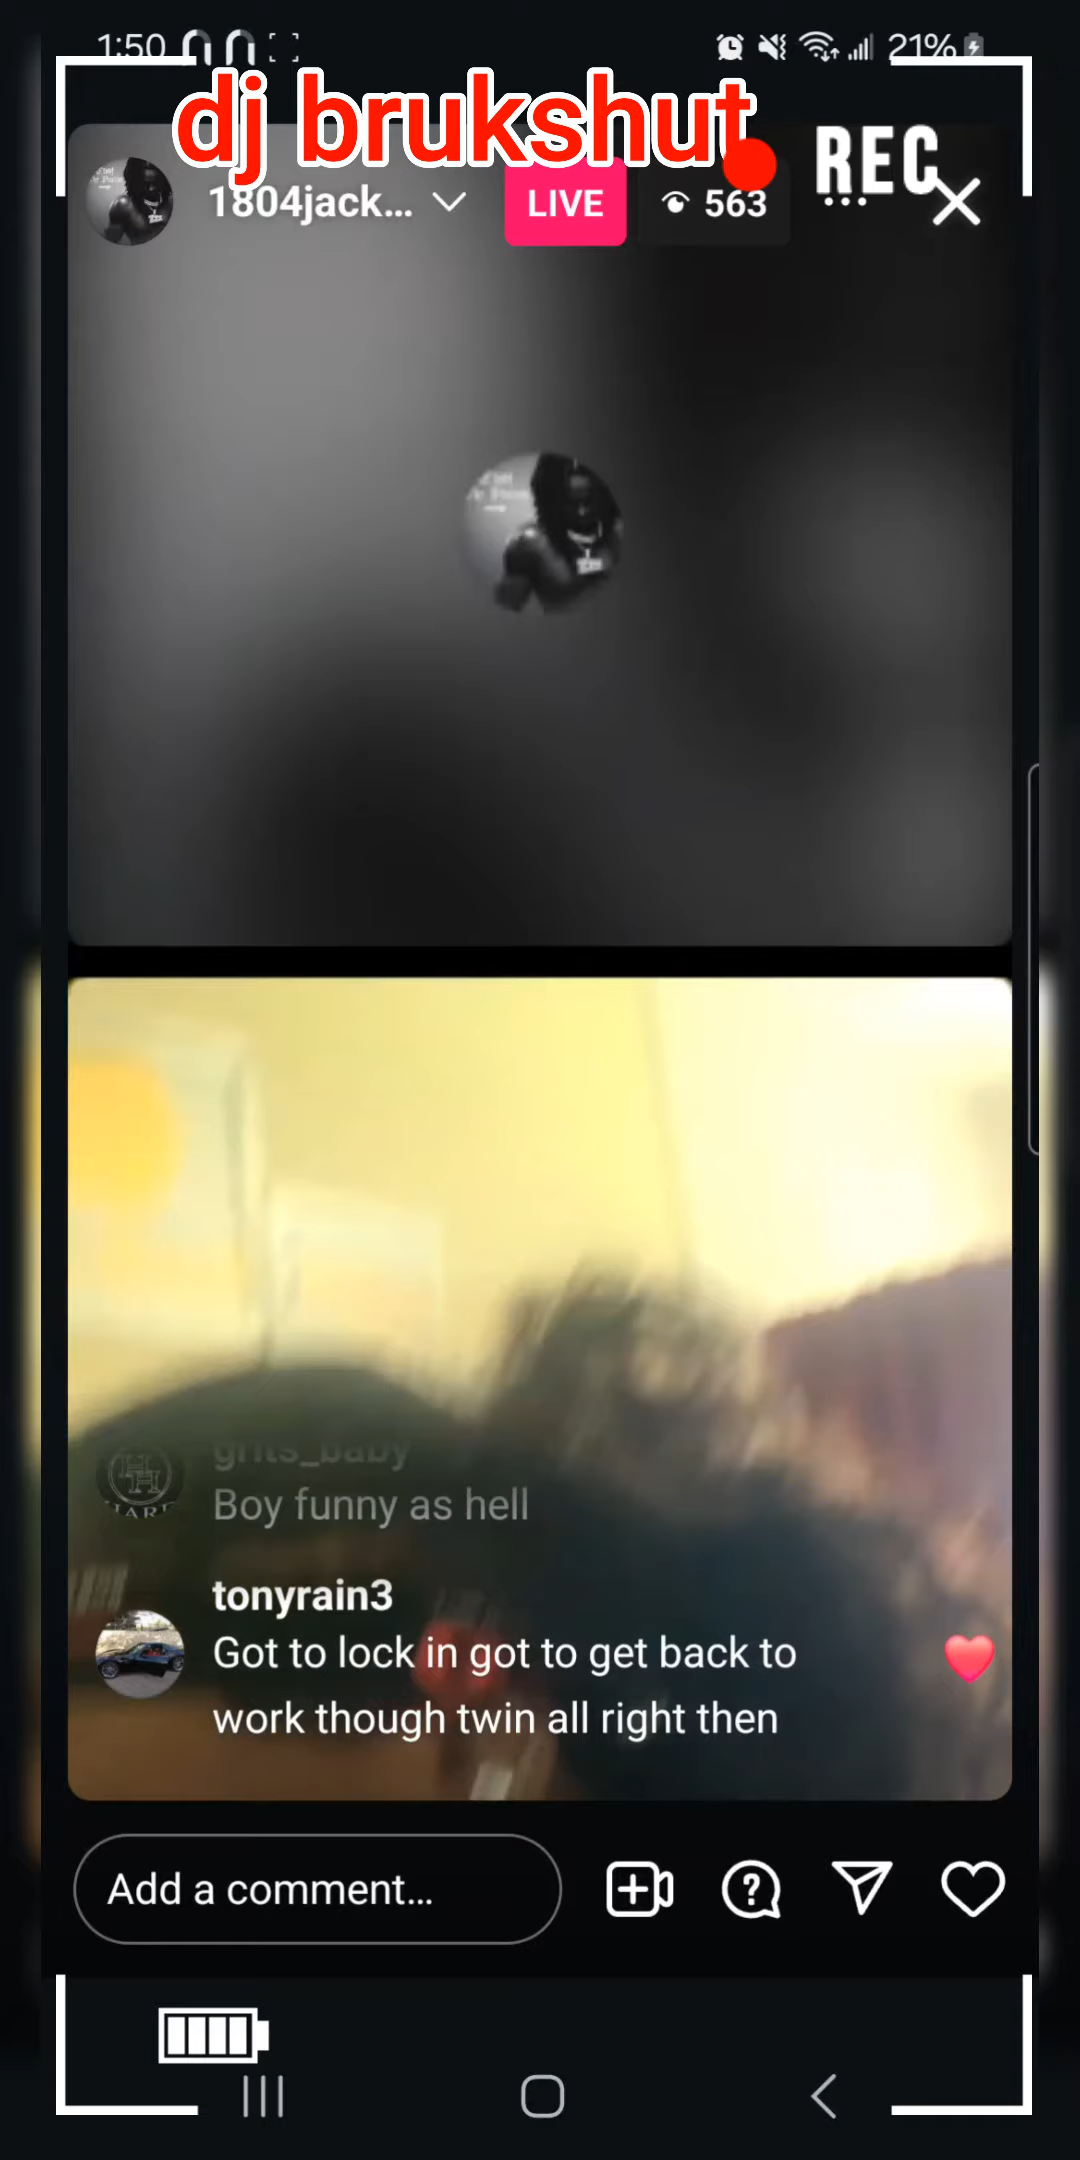 1:50
21%
dj brukshut
REC
1804jack...
LIVE
563
grits_baby
Boy funny as hell
tonyrain3
Got to lock in got to get back to
work though twin all right then
Add a comment...